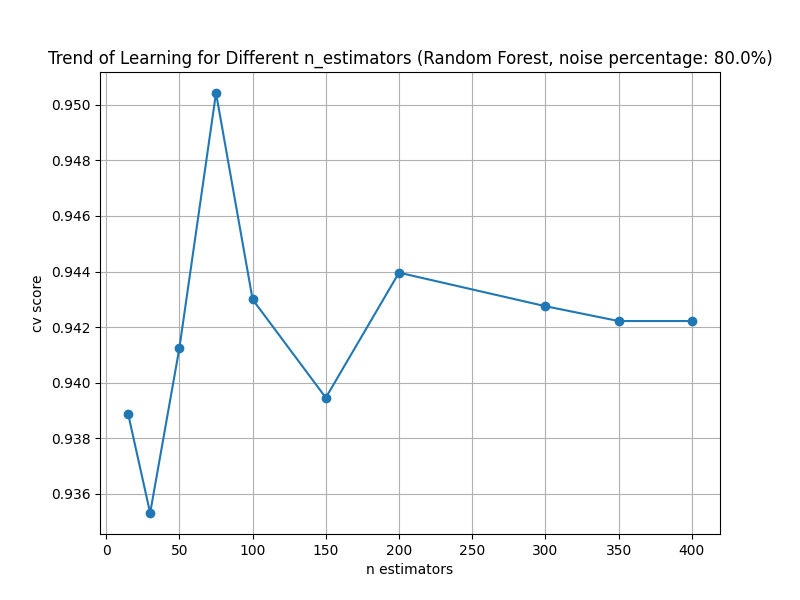 Trend of Learning for Different n_estimators (Random Forest, noise percentage: 80.0%)
0.950
0.948
0.946
0.944
0.942
0.940
0.938
0.936
cv score
0 50 100 150 200 250 300 350 400
n estimators